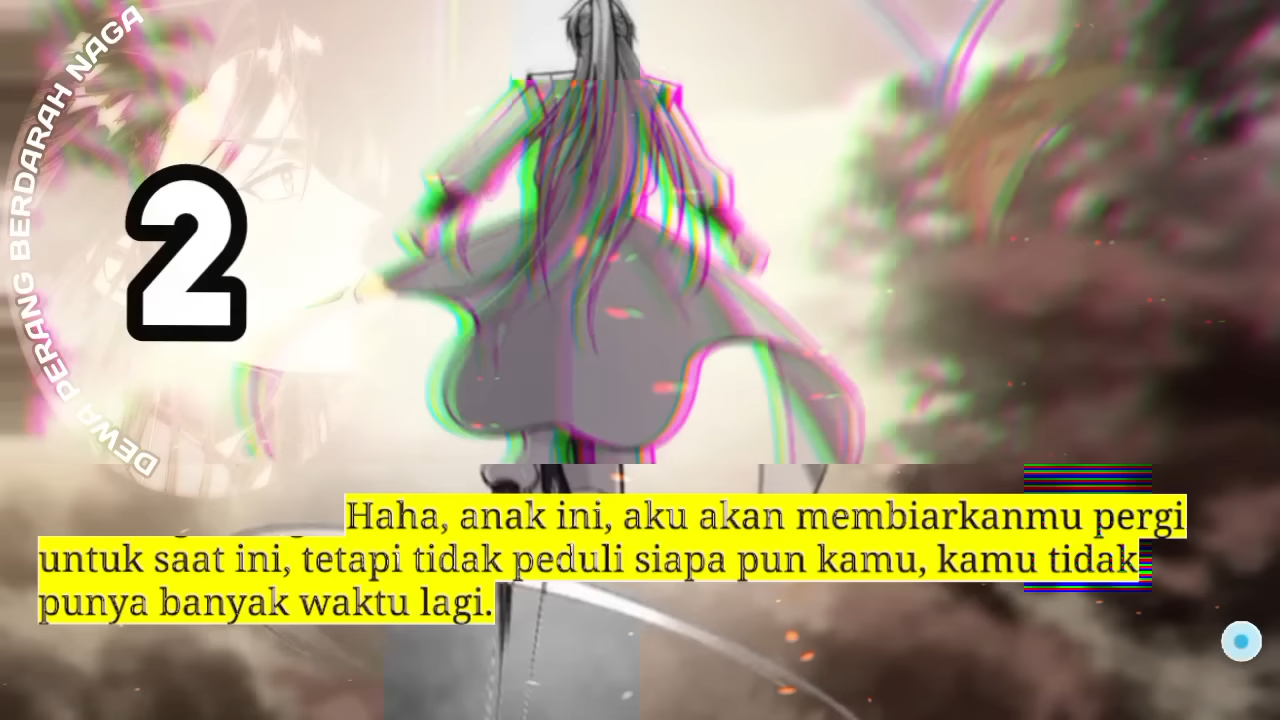 DEWA PERANG BERDARAH NAGA
2
Haha, anak ini, aku akan membiarkanmu pergi
untuk saat ini, tetapi tidak peduli siapa pun kamu, kamu tidak
punya banyak waktu lagi.